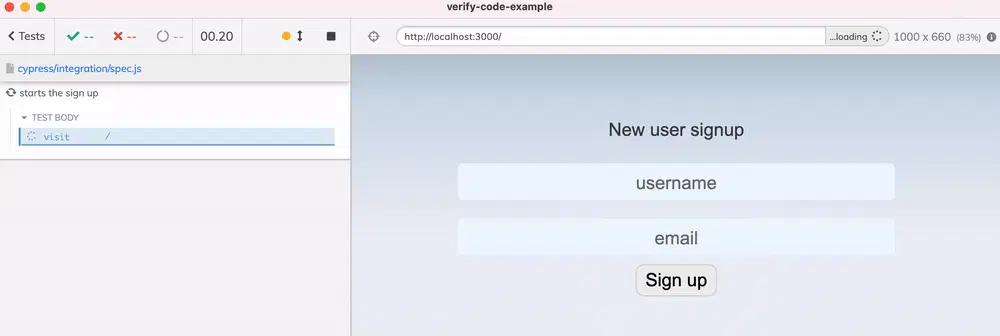 verify-code-example
Tests -- -- -- 00.20
http://localhost:3000/ ...loading 1000 x 660 (83%)
cypress/integration/spec.js
starts the sign up
TEST BODY
visit /
New user signup
username
email
Sign up